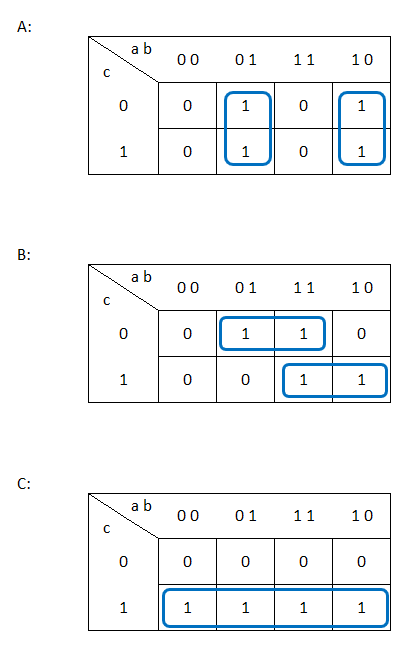 A:
a b
c
0 0 0 1 1 1 1 0
0 0 1 0 1
1 0 1 0 1
B:
a b
c
0 0 0 1 1 1 1 0
0 0 1 1 0
1 0 0 1 1
C:
a b
c
0 0 0 1 1 1 1 0
0 0 0 0 0
1 1 1 1 1